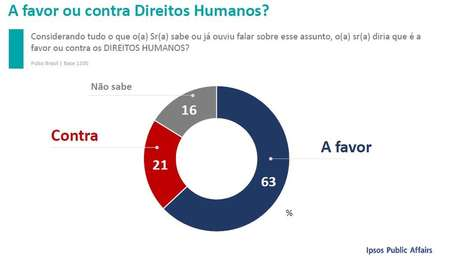 A favor ou contra Direitos Humanos?
Considerando tudo o que o(a) Sr(a) sabe ou já ouviu falar sobre esse assunto, o(a) sr(a) diria que é a
favor ou contra os DIREITOS HUMANOS?
Pulso Brasil | Base 1200
Não sabe
16
Contra
21
A favor
63
%
Ipsos Public Affairs